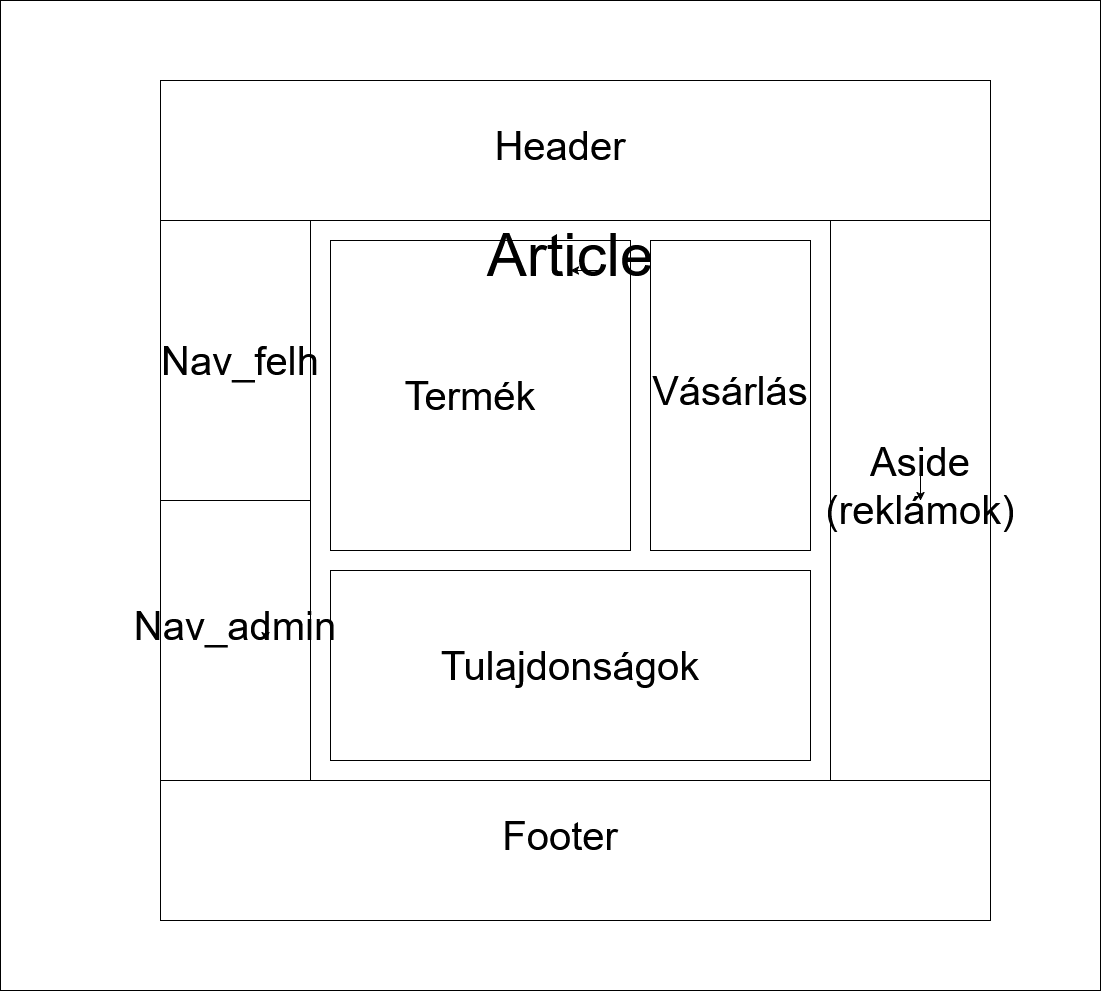 Header
Article
Nav_felh
Termék
Vásárlás
Aside
(reklámok)
Nav_admin
Tulajdonságok
Footer